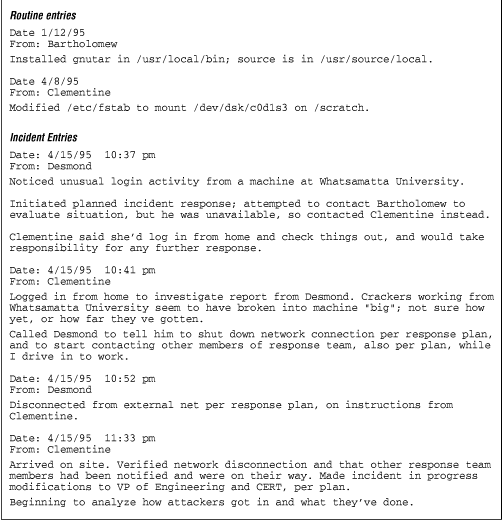 Routine entries
Date 1/12/95
From: Bartholomew
Installed gnutar in /usr/local/bin; source is in /usr/source/local.
Date 4/8/95
From: Clementine
Modified /etc/fstab to mount /dev/dsk/c0d1s3 on /scratch.
Incident Entries
Date: 4/15/95 10:37 pm
From: Desmond
Noticed unusual login activity from a machine at Whatsamatta University.
Initiated planned incident response; attempted to contact Bartholomew to
evaluate situation, but he was unavailable, so contacted Clementine instead.
Clementine said she'd log in from home and check things out, and would take
responsibility for any further response.
Date: 4/15/95 10:41 pm
From: Clementine
Logged in from home to investigate report from Desmond. Crackers working from
Whatsamatta University seem to have broken into machine "big"; not sure how
yet, or how far they've gotten.
Called Desmond to tell him to shut down network connection per response plan,
and to start contacting other members of response team, also per plan, while
I drive in to work.
Date: 4/15/95 10:52 pm
From: Desmond
Disconnected from external net per response plan, on instructions from
Clementine.
Date: 4/15/95 11:33 pm
From: Clementine
Arrived on site. Verified network disconnection and that other response team
members had been notified and were on their way. Made incident in progress
modifications to VP of Engineering and CERT, per plan.
Beginning to analyze how attackers got in and what they've done.